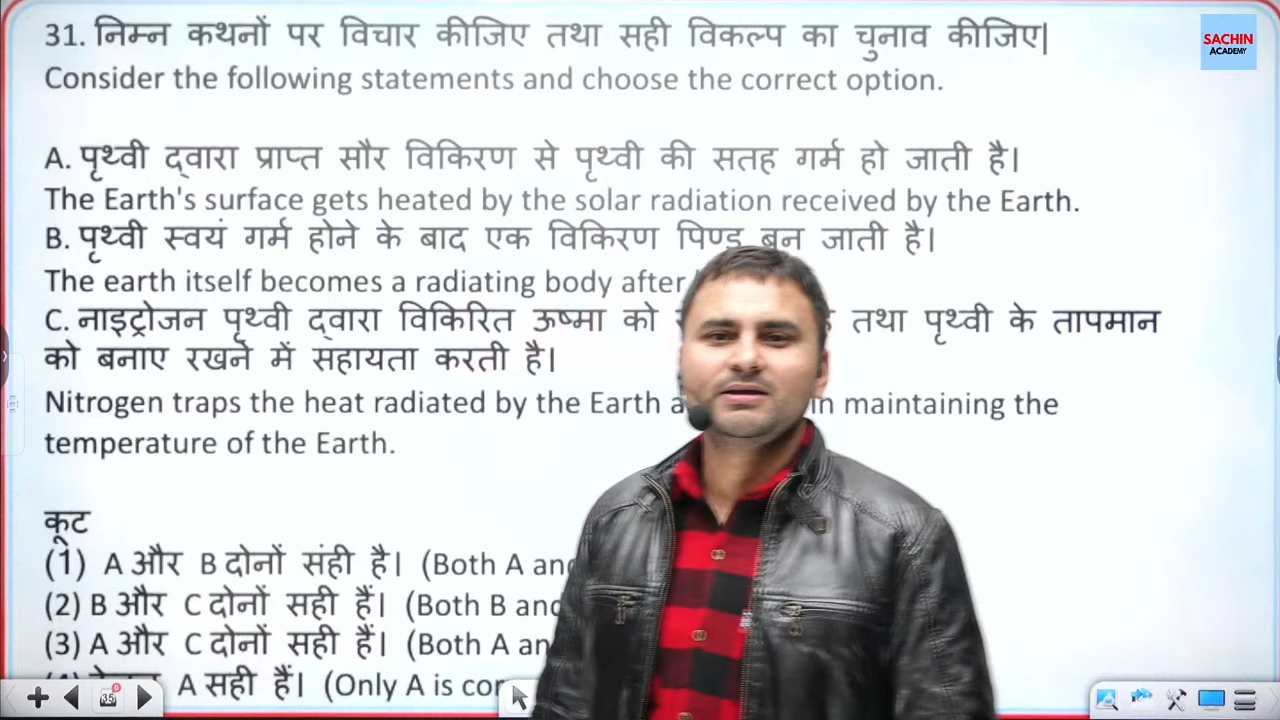 31. निम्न कथनों पर विचार कीजिए तथा सही विकल्प का चुनाव कीजिए|
SACHIN
ACADEMY
Consider the following statements and choose the correct option.
A. पृथ्वी द्वारा प्राप्त सौर विकिरण से पृथ्वी की सतह गर्म हो जाती है।
The Earth's surface gets heated by the solar radiation received by the Earth.
B. पृथ्वी स्वयं गर्म होने के बाद एक विकिरण पिण्ड बन जाती है।
The earth itself becomes a radiating body after
C. नाइट्रोजन पृथ्वी द्वारा विकिरित ऊष्मा को तथा पृथ्वी के तापमान
को बनाए रखने में सहायता करती है।
Nitrogen traps the heat radiated by the Earth in maintaining the
temperature of the Earth.
कूट
(1) A और B दोनों संही है। (Both A and
(2) B और C दोनों सही हैं। (Both B and
(3) A और C दोनों सही हैं। (Both A an
A सही हैं। (Only A is cor
35